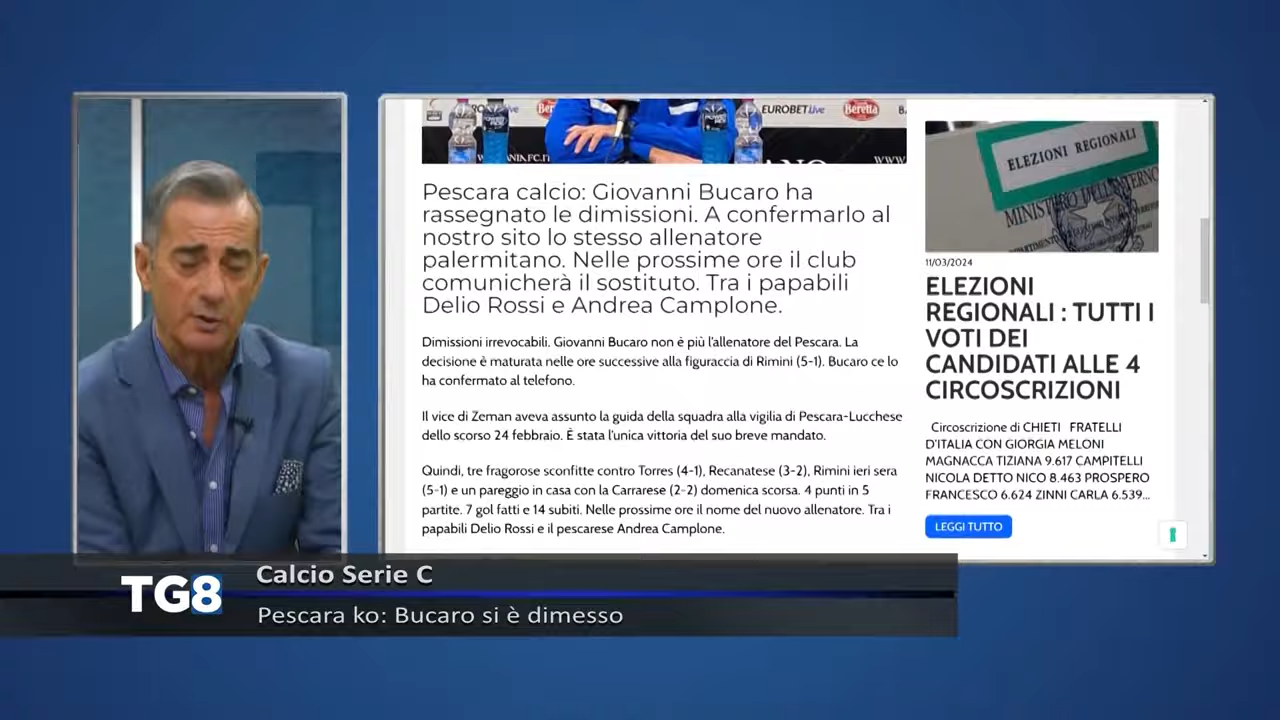 EUROBET.live
Beretta
B
WWW
Pescara calcio: Giovanni Bucaro ha
rassegnato le dimissioni. A confermarlo al
nostro sito lo stesso allenatore
palermitano. Nelle prossime ore il club
comunicherà il sostituto. Tra i papabili
Delio Rossi e Andrea Camplone.
Dimissioni irrevocabili. Giovanni Bucaro non è più l'allenatore del Pescara. La
decisione è maturata nelle ore successive alla figuraccia di Rimini (5-1). Bucaro ce lo
ha confermato al telefono.
Il vice di Zeman aveva assunto la guida della squadra alla vigilia di Pescara-Lucchese
dello scorso 24 febbraio. È stata l'unica vittoria del suo breve mandato.
Quindi, tre fragorose sconfitte contro Torres (4-1), Recanatese (3-2), Rimini ieri sera
(5-1) e un pareggio in casa con la Carrarese (2-2) domenica scorsa. 4 punti in 5
partite. 7 gol fatti e 14 subiti. Nelle prossime ore il nome del nuovo allenatore. Tra i
papabili Delio Rossi e il pescarese Andrea Camplone.
ELEZIONI REGIONALI
MINISTERO DELL'INTERNO
11/03/2024
ELEZIONI
REGIONALI : TUTTI I
VOTI DEI
CANDIDATI ALLE 4
CIRCOSCRIZIONI
Circoscrizione di CHIETI FRATELLI
D'ITALIA CON GIORGIA MELONI
MAGNACCA TIZIANA 9.617 CAMPITELLI
NICOLA DETTO NICO 8.463 PROSPERO
FRANCESCO 6.624 ZINNI CARLA 6.539...
LEGGI TUTTO
TG8
Calcio Serie C
Pescara ko: Bucaro si è dimesso